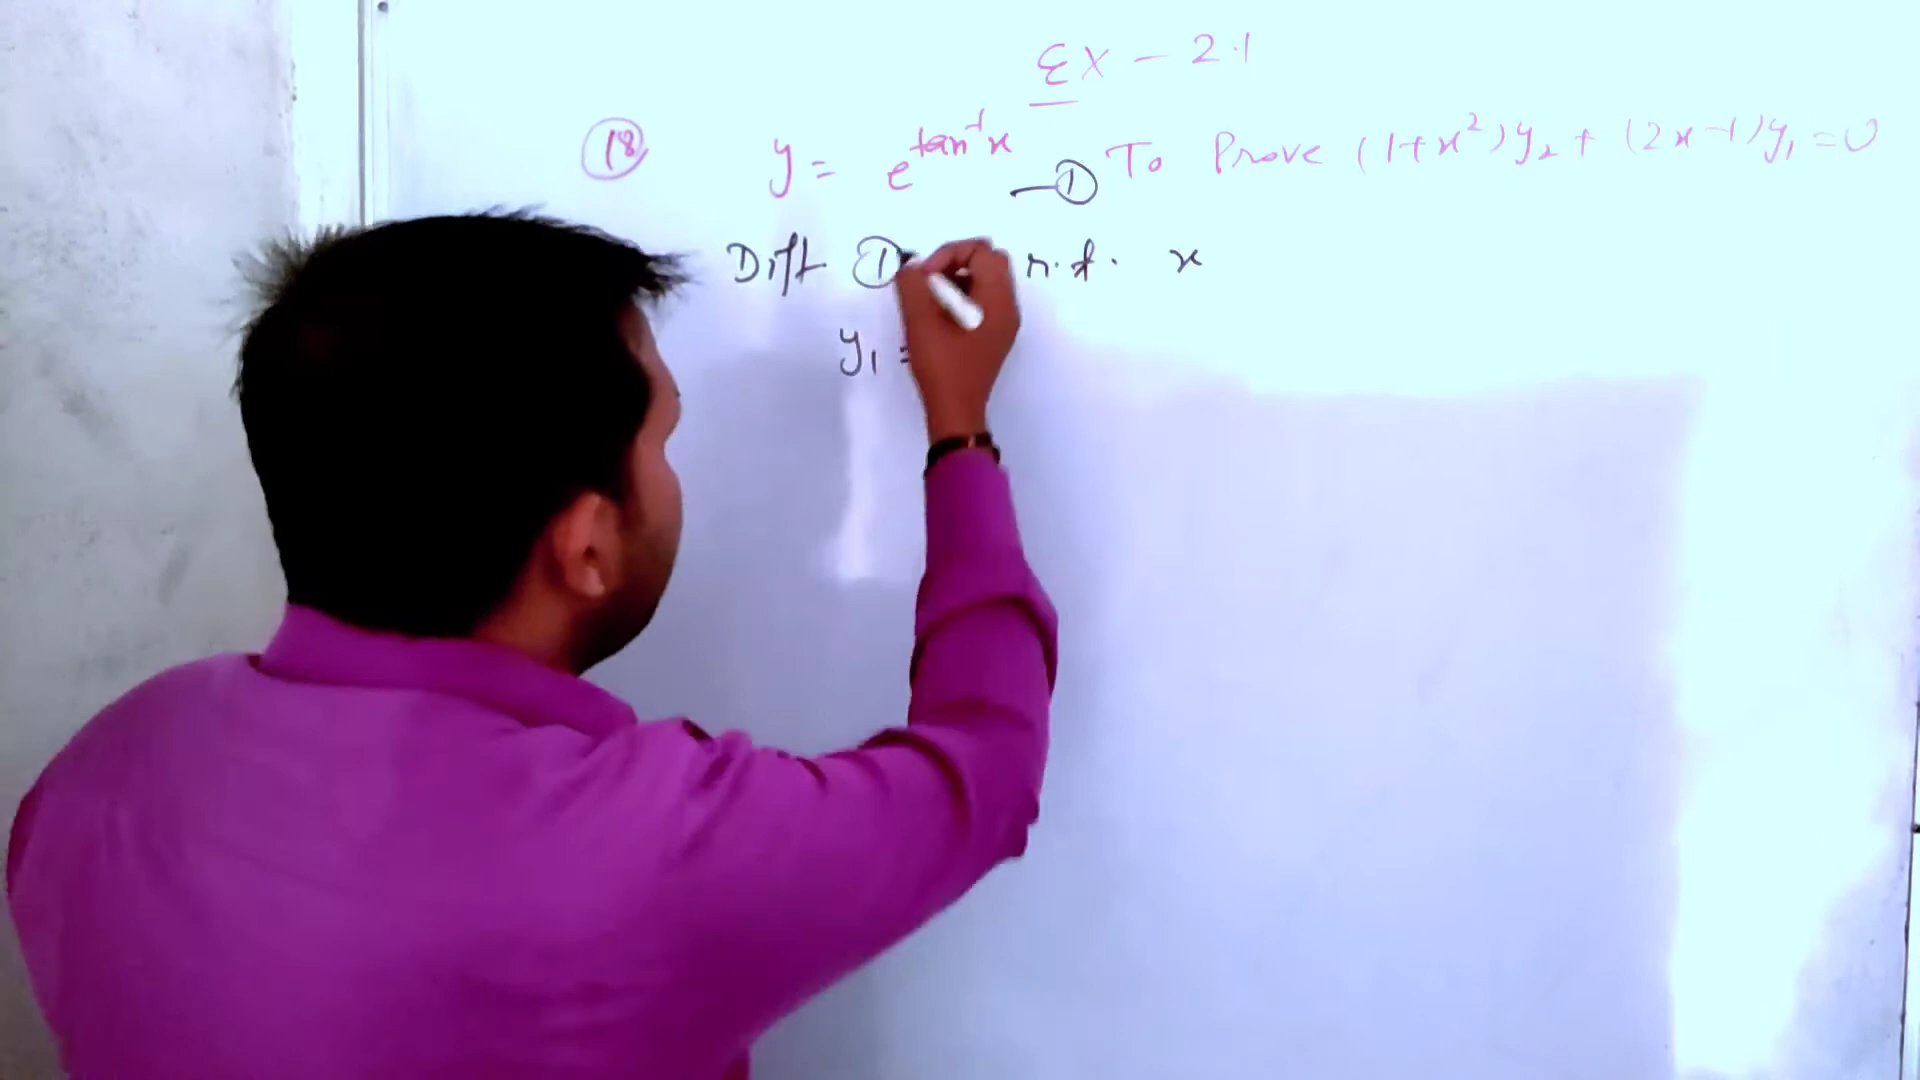 Ex - 2.1
18 y = e^tan⁻¹x —① To Prove (1+x²)y₂ + (2x-1)y₁ = 0
Diff ① r.t. x
y₁ =